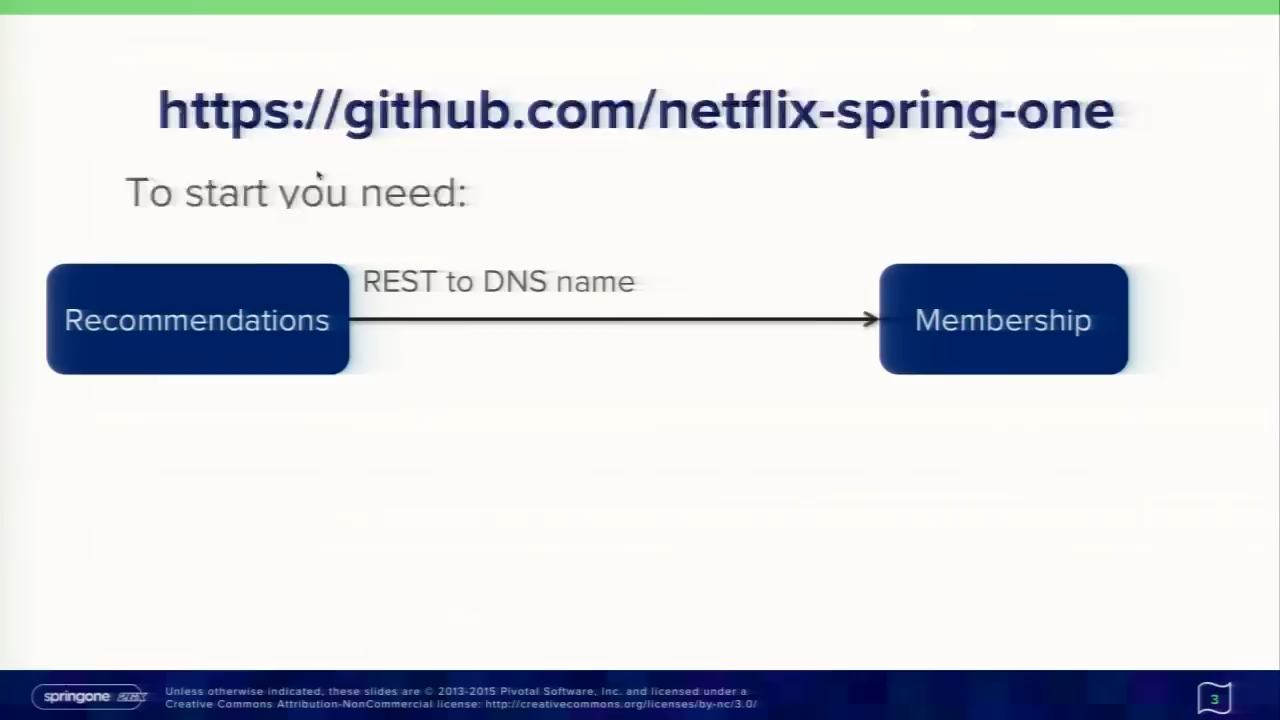 https://github.com/netflix-spring-one
To start you need:
REST to DNS name
Recommendations
Membership
springone
Unless otherwise indicated, these slides are © 2013-2015 Pivotal Software, Inc. and licensed under a
Creative Commons Attribution-NonCommercial license: http://creativecommons.org/licenses/by-nc/3.0/
3